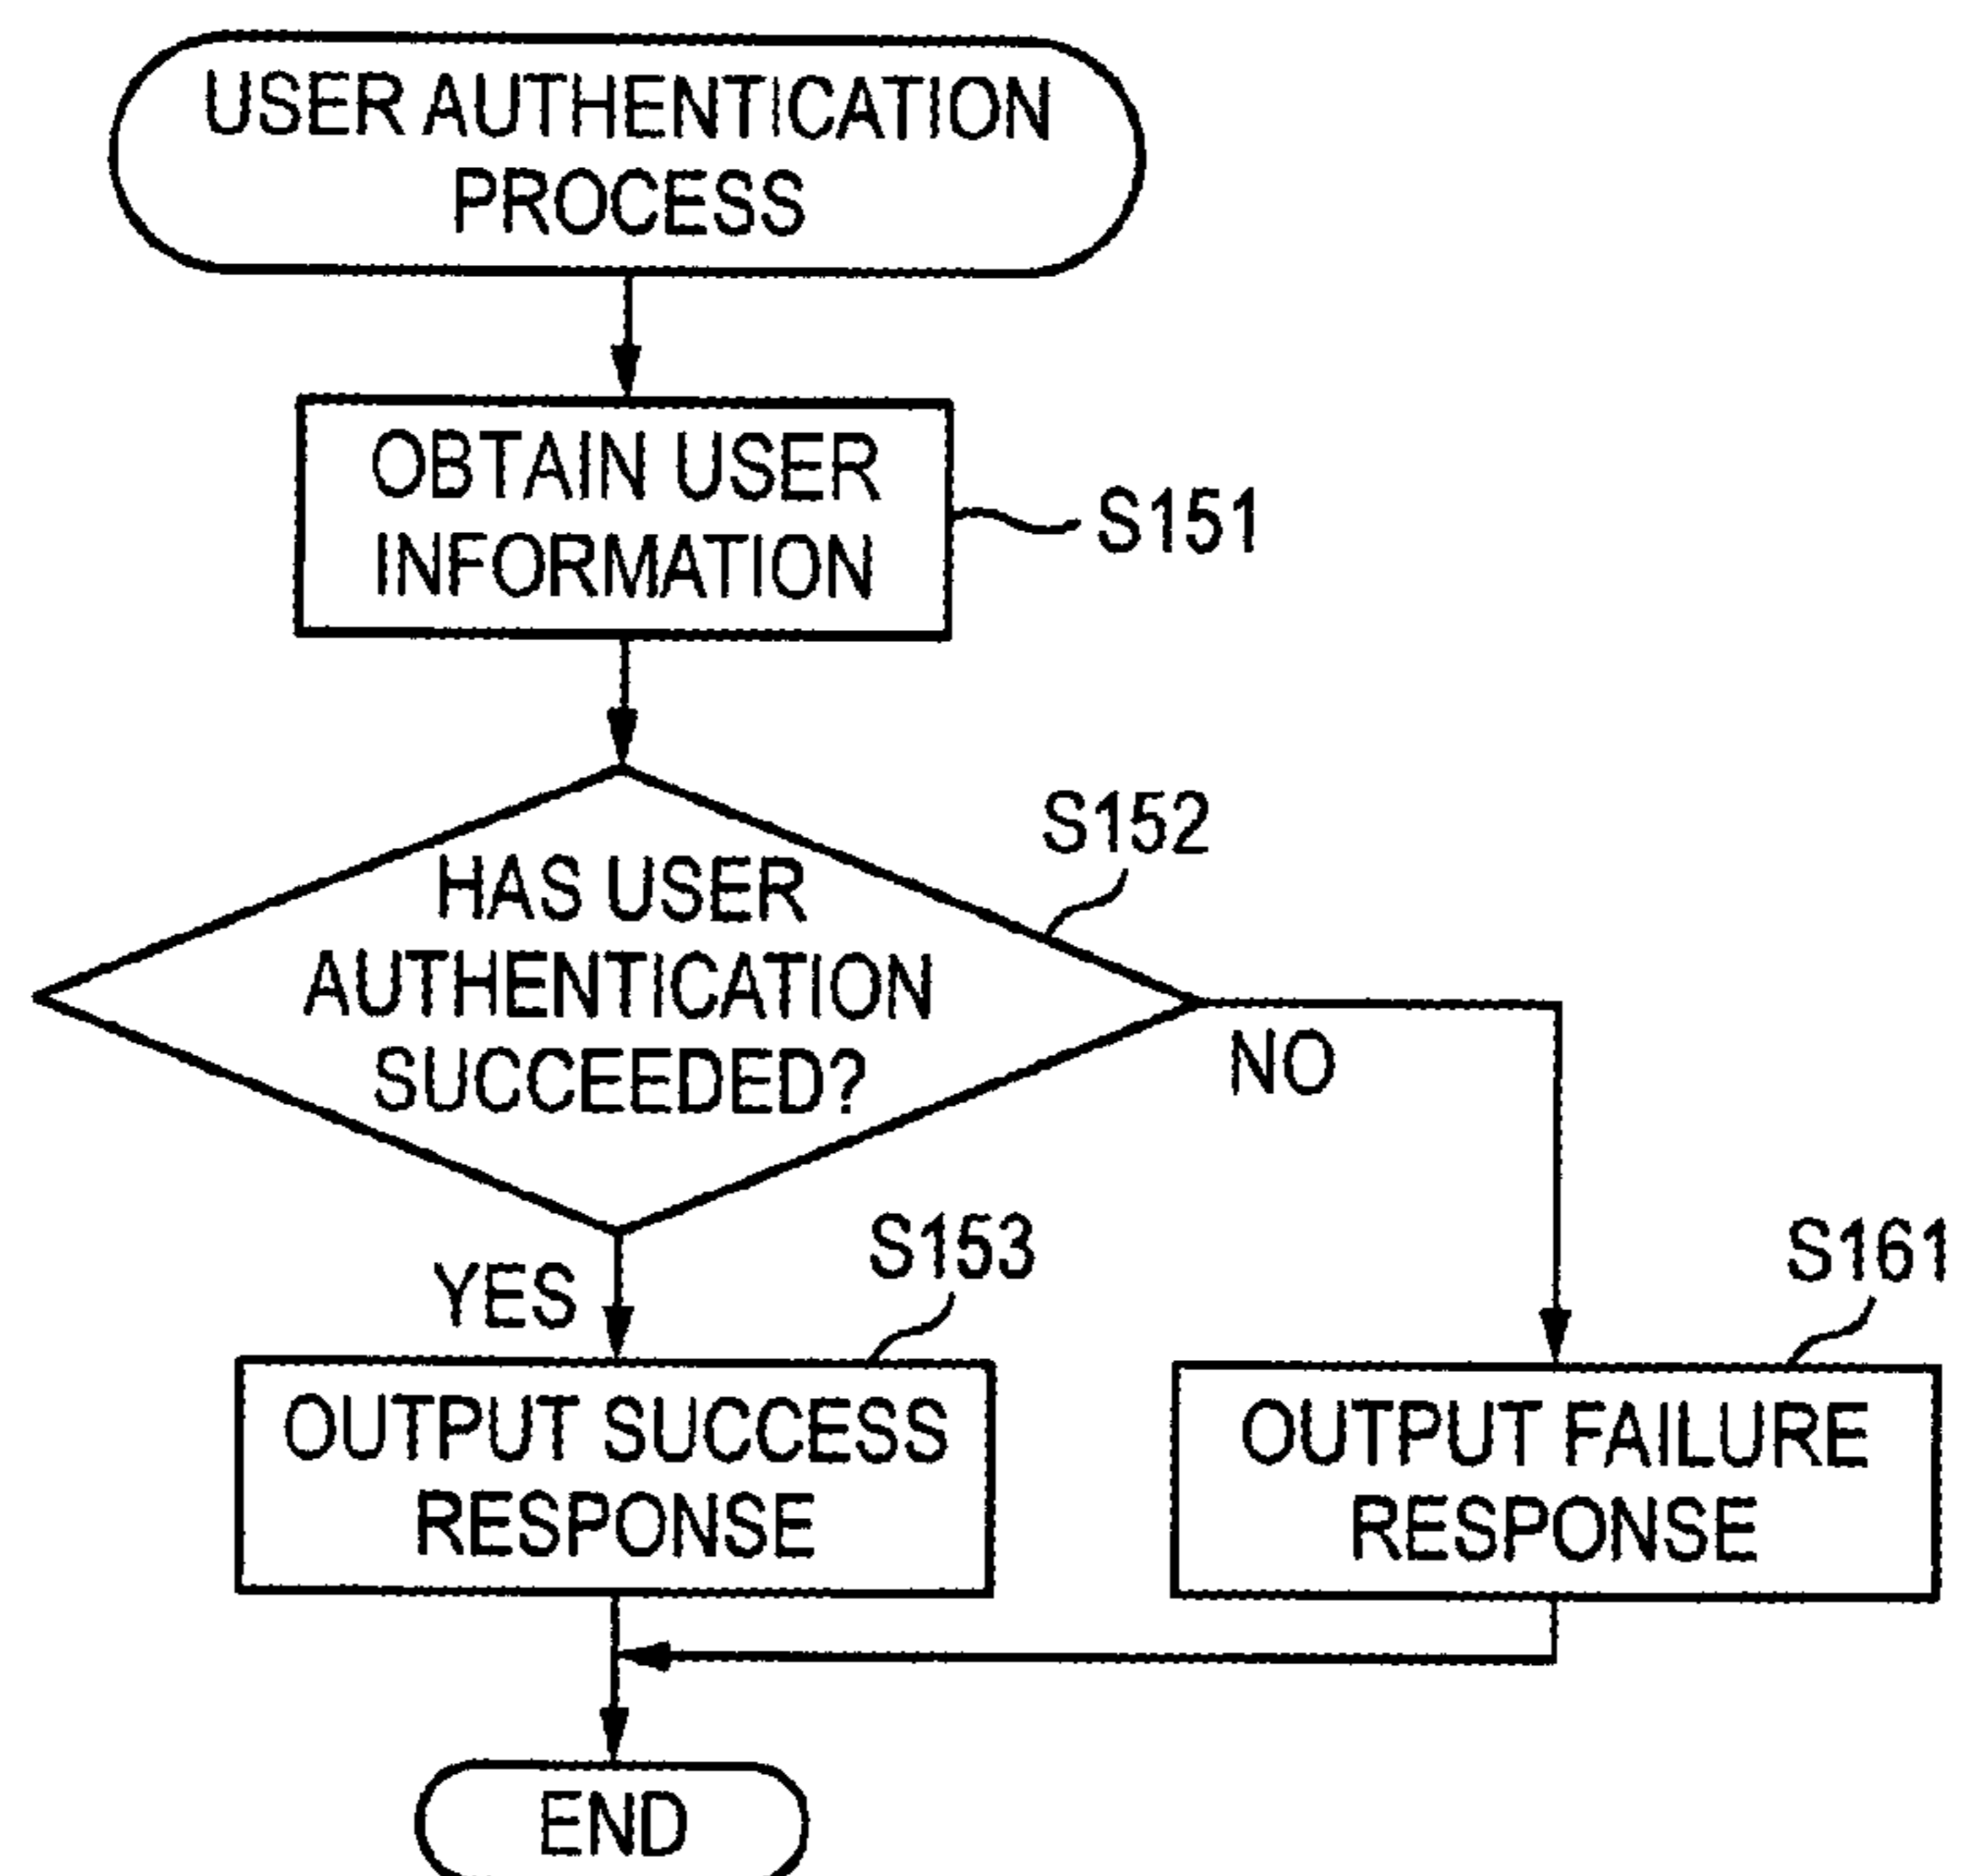 USER AUTHENTICATION
PROCESS
OBTAIN USER
INFORMATION
S151
S152
HAS USER
AUTHENTICATION
SUCCEEDED?
NO
YES
S153
S161
OUTPUT SUCCESS
RESPONSE
OUTPUT FAILURE
RESPONSE
END